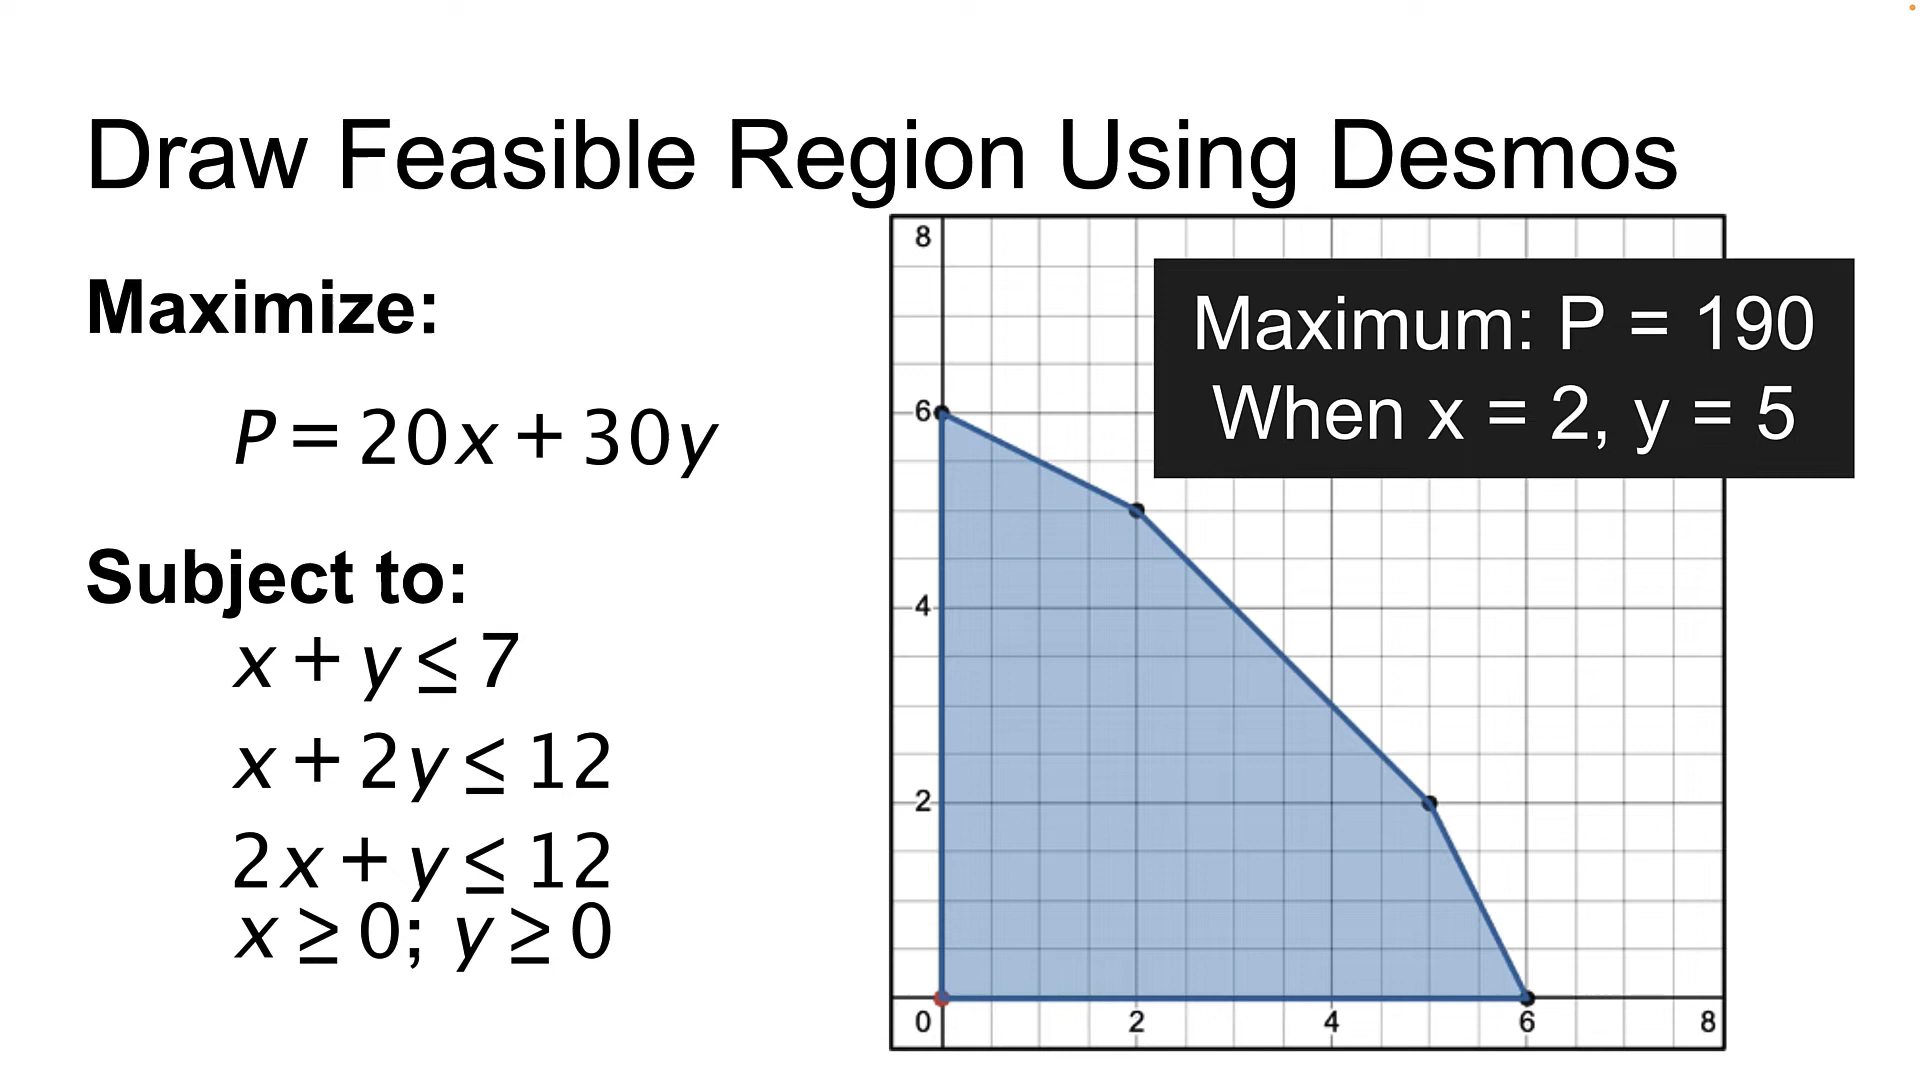 Draw Feasible Region Using Desmos
Maximize:
P = 20x + 30y
Subject to:
x + y ≤ 7
x + 2y ≤ 12
2x + y ≤ 12
x ≥ 0; y ≥ 0
Maximum: P = 190
When x = 2, y = 5
8
6
4
2
0 2 4 6 8